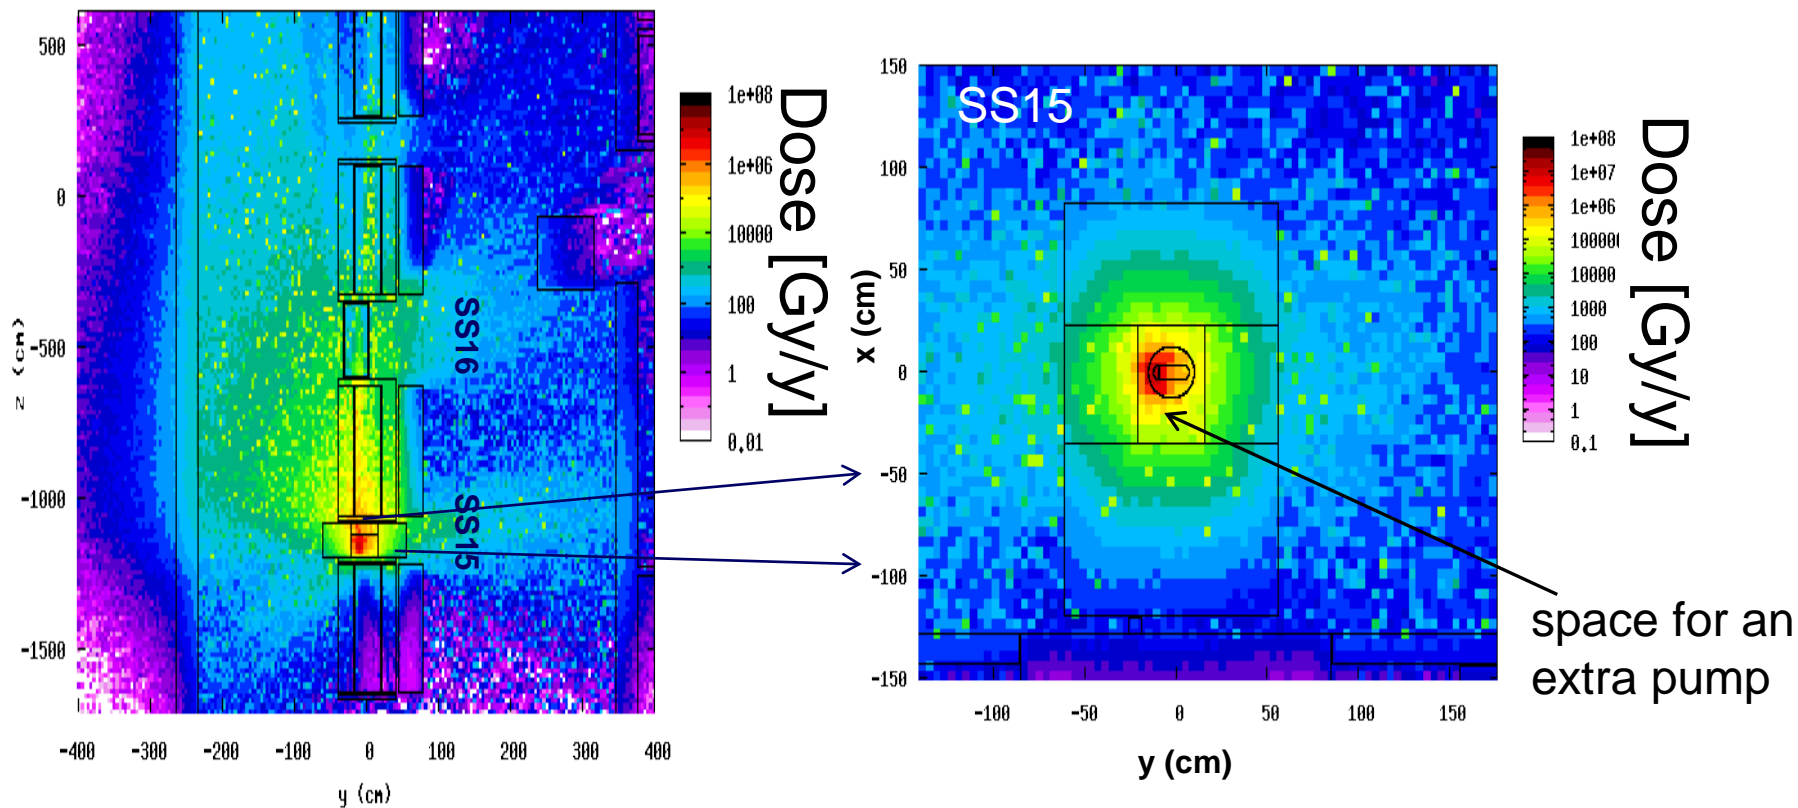 500
0
-500
-1000
-1500
z (cm)
-400 -300 -200 -100 0 100 200 300 400
y (cm)
SS16
SS15
1e+08
1e+06
10000
100
1
0.01
Dose [Gy/y]
SS15
150
100
50
0
-50
-100
-150
x (cm)
-100 -50 0 50 100 150
y (cm)
1e+08
1e+07
1e+06
100000
10000
1000
100
10
1
0.1
Dose [Gy/y]
space for an
extra pump